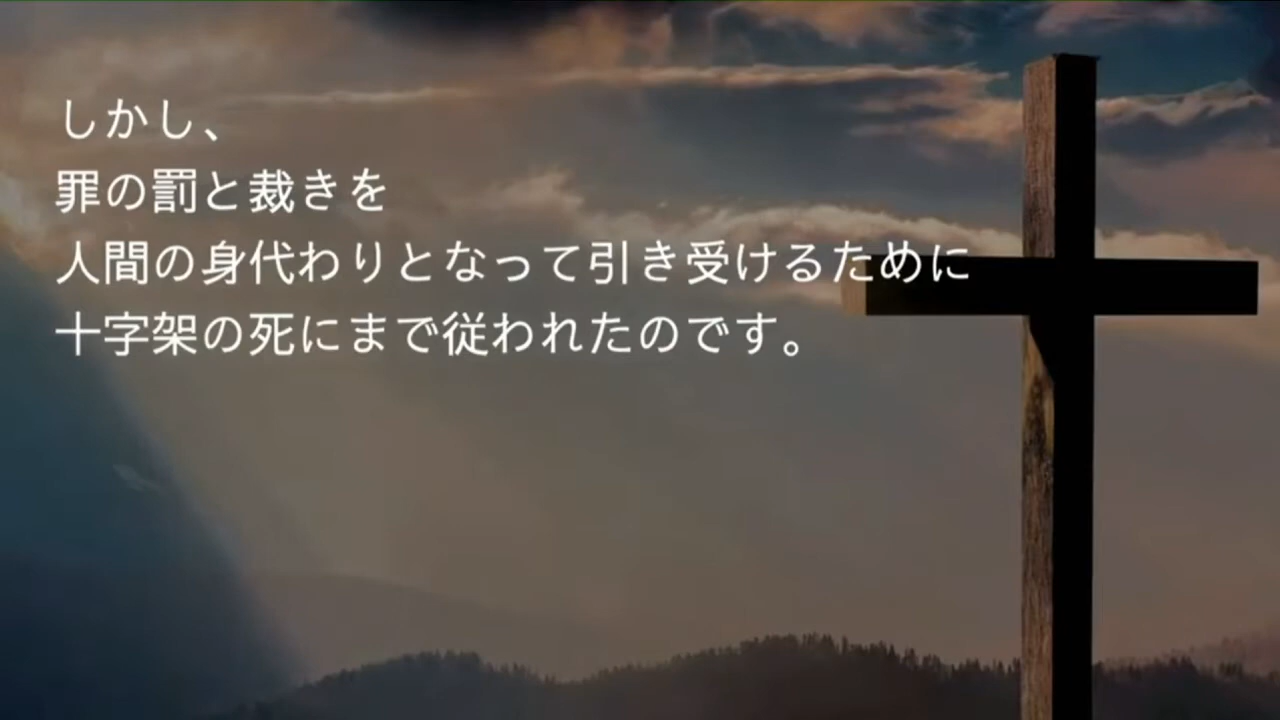 しかし、
罪の罰と裁きを
人間の身代わりとなって引き受けるために
十字架の死にまで従われたのです。